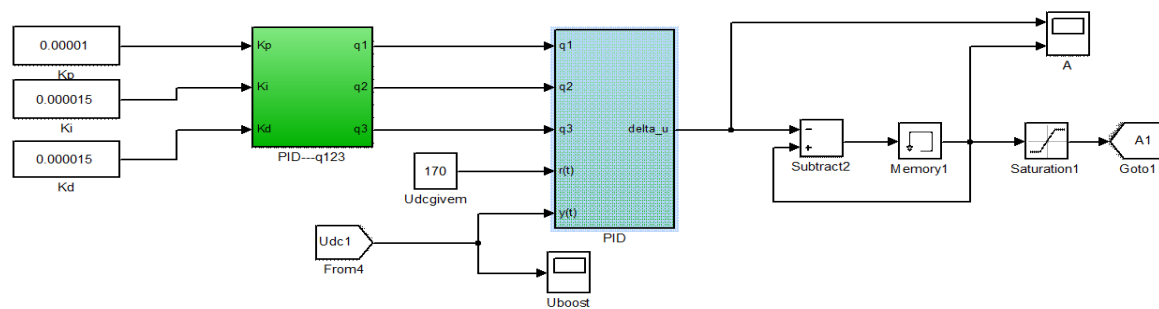 0.00001
Kp
0.000015
Ki
0.000015
Kd
Kp
Ki
Kd
q1
q2
q3
PID---q123
170
Udcgivem
Udc1
From4
Uboost
q1
q2
q3
r(t)
y(t)
delta_u
PID
−
+
Subtract2
Memory1
Saturation1
A
A1
Goto1